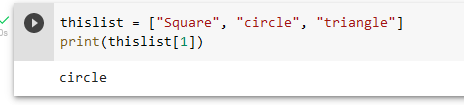 thislist = ["Square", "circle", "triangle"]
print(thislist[1])
circle